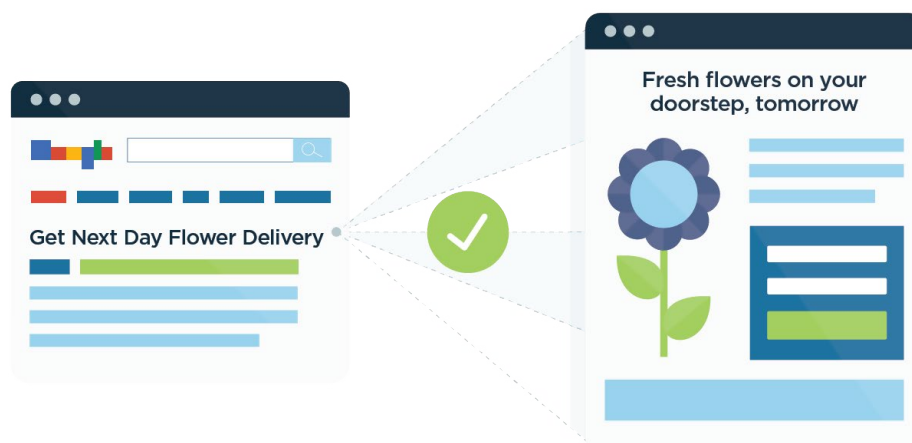 Get Next Day Flower Delivery
Fresh flowers on your
doorstep, tomorrow